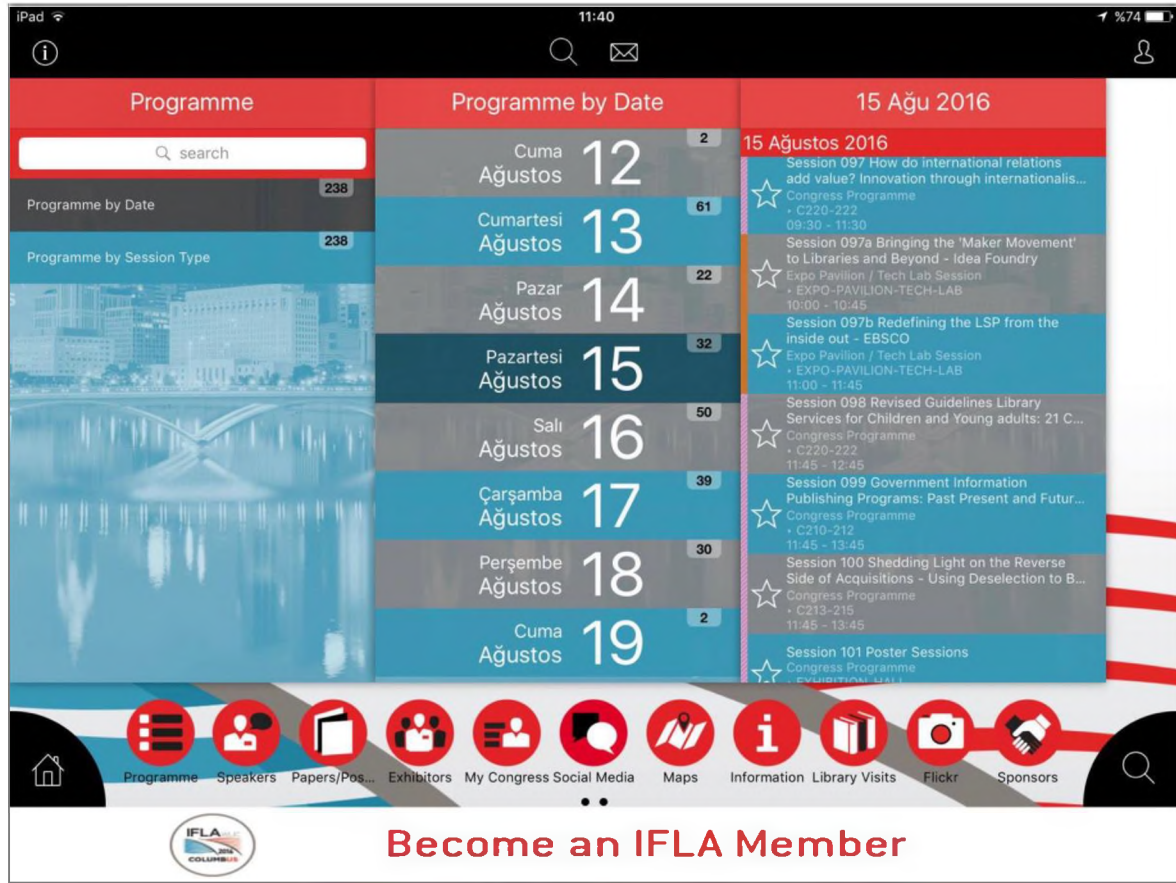 iPad
11:40
%74
Programme
search
Programme by Date
238
Programme by Session Type
238
Programme by Date
Cuma
Ağustos
12
2
Cumartesi
Ağustos
13
61
Pazar
Ağustos
14
22
Pazartesi
Ağustos
15
32
Salı
Ağustos
16
50
Çarşamba
Ağustos
17
39
Perşembe
Ağustos
18
30
Cuma
Ağustos
19
2
15 Ağu 2016
15 Ağustos 2016
Session 097 How do international relations
add value? Innovation through internationalis...
Congress Programme
• C220-222
09:30 - 11:30
Session 097a Bringing the 'Maker Movement'
to Libraries and Beyond - Idea Foundry
Expo Pavilion / Tech Lab Session
• EXPO-PAVILION-TECH-LAB
10:00 - 10:45
Session 097b Redefining the LSP from the
inside out - EBSCO
Expo Pavilion / Tech Lab Session
• EXPO-PAVILION-TECH-LAB
11:00 - 11:45
Session 098 Revised Guidelines Library
Services for Children and Young adults: 21 C...
Congress Programme
• C220-222
11:45 - 12:45
Session 099 Government Information
Publishing Programs: Past Present and Futur...
Congress Programme
• C210-212
11:45 - 13:45
Session 100 Shedding Light on the Reverse
Side of Acquisitions - Using Deselection to B...
Congress Programme
• C213-215
11:45 - 13:45
Session 101 Poster Sessions
Congress Programme
• EXHIBITION-HALL
Programme
Speakers
Papers/Pos...
Exhibitors
My Congress
Social Media
Maps
Information
Library Visits
Flickr
Sponsors
IFLA WLIC
2016
COLUMBUS
Become an IFLA Member